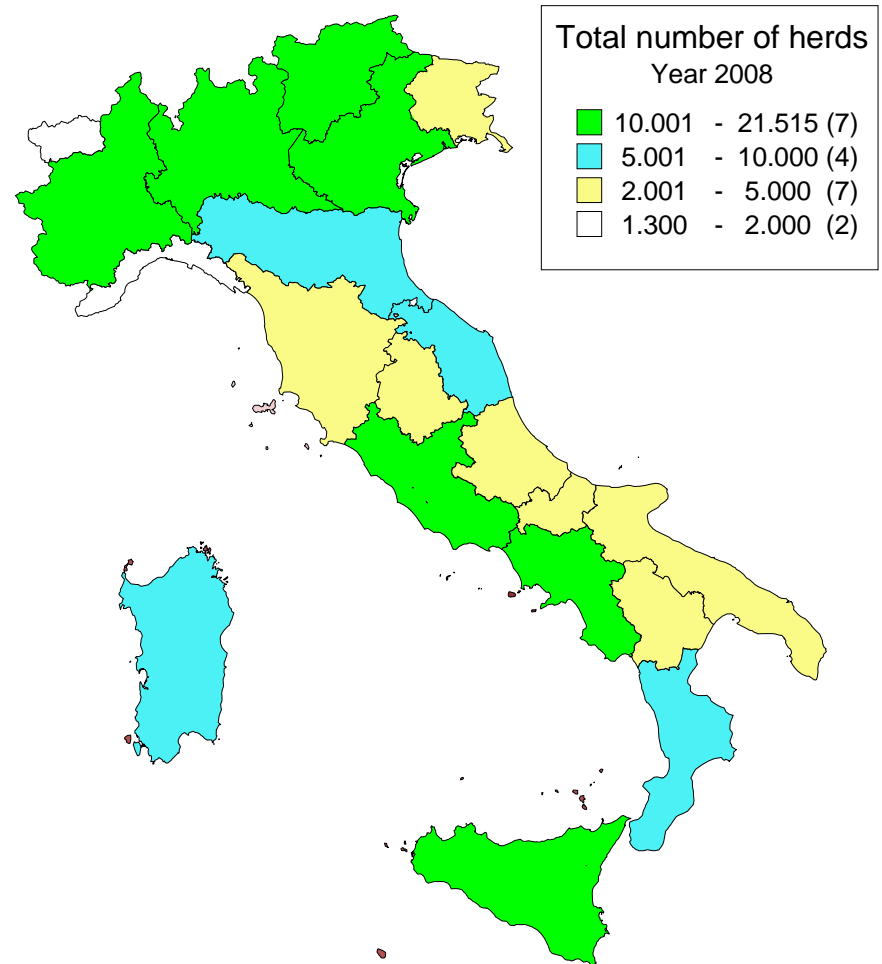 Total number of herds
Year 2008
10.001 - 21.515 (7)
5.001 - 10.000 (4)
2.001 - 5.000 (7)
1.300 - 2.000 (2)